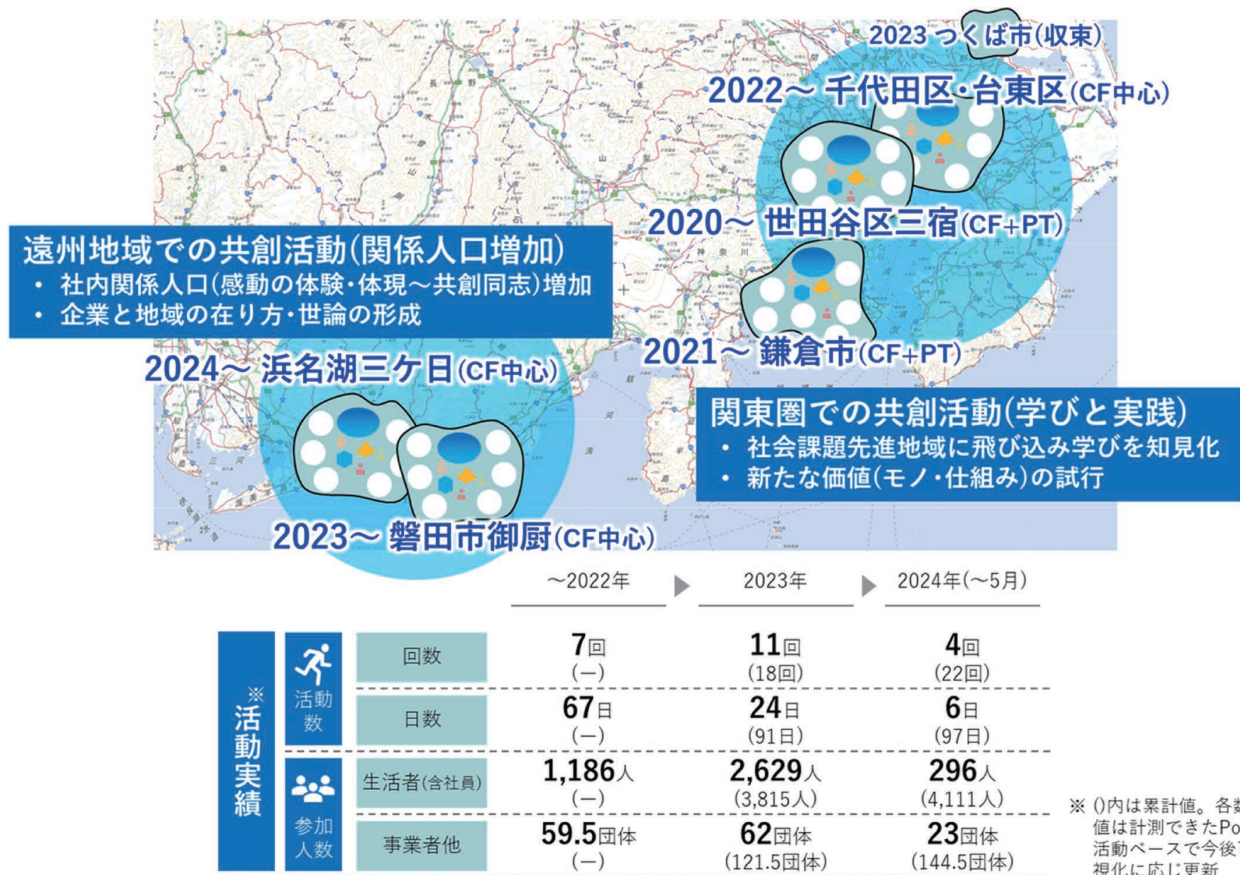 2023 つくば市(収束)
2022～ 千代田区・台東区(CF中心)
2020～ 世田谷区三宿(CF+PT)
遠州地域での共創活動(関係人口増加)
・ 社内関係人口(感動の体験・体現～共創同志)増加
・ 企業と地域の在り方・世論の形成
2021～ 鎌倉市(CF+PT)
2024～ 浜名湖三ケ日(CF中心)
関東圏での共創活動(学びと実践)
・ 社会課題先進地域に飛び込み学びを知見化
・ 新たな価値(モノ・仕組み)の試行
2023～ 磐田市御厨(CF中心)
～2022年 2023年 2024年(～5月)
※活動実績
活動数
回数 7回 11回 4回
(ー) (18回) (22回)
日数 67日 24日 6日
(ー) (91日) (97日)
参加人数
生活者(含社員) 1,186人 2,629人 296人
(ー) (3,815人) (4,111人)
事業者他 59.5団体 62団体 23団体
(ー) (121.5団体) (144.5団体)
※ ()内は累計値。各数
値は計測できたPo
活動ベースで今後
視化に応じ更新